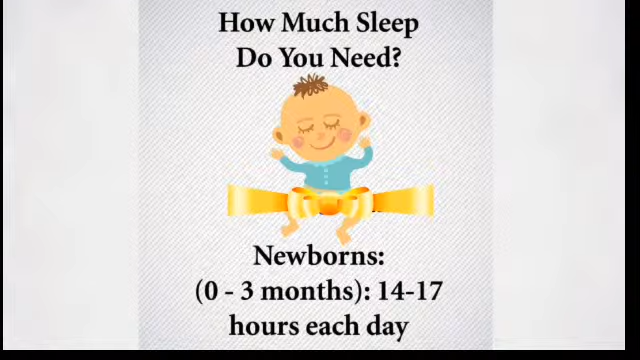 How Much Sleep
Do You Need?
Newborns:
(0 - 3 months): 14-17
hours each day